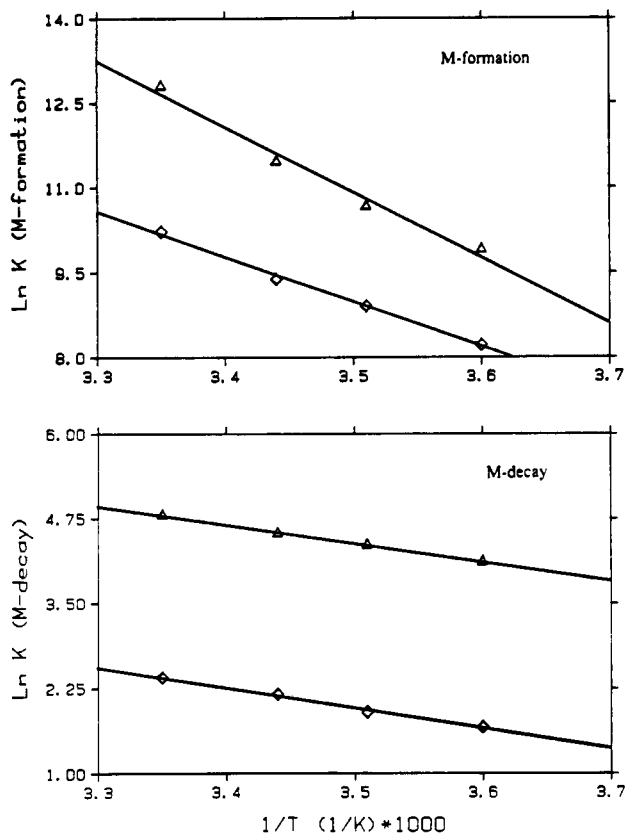 14.0
M-formation
12.5
11.0
9.5
8.0
Ln K (M-formation)
3.3 3.4 3.5 3.6 3.7
6.00
M-decay
4.75
3.50
2.25
1.00
Ln K (M-decay)
3.3 3.4 3.5 3.6 3.7
1/T (1/K)*1000